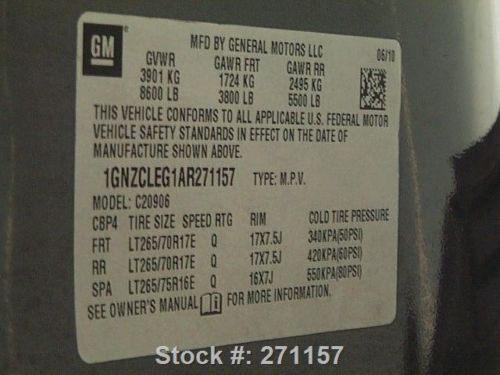 GM
MFD BY GENERAL MOTORS LLC
06/10
GVWR GAWR FRT GAWR RR
3901 KG 1724 KG 2495 KG
8600 LB 3800 LB 5500 LB
THIS VEHICLE CONFORMS TO ALL APPLICABLE U.S. FEDERAL MOTOR
VEHICLE SAFETY STANDARDS IN EFFECT ON THE DATE OF
MANUFACTURE SHOWN ABOVE.
1GNZCLEG1AR271157 TYPE: M.P.V.
MODEL: C20906
CBP4 TIRE SIZE SPEED RTG RIM COLD TIRE PRESSURE
FRT LT265/70R17E Q 17X7.5J 340KPA(50PSI)
RR LT265/70R17E Q 17X7.5J 420KPA(60PSI)
SPA LT265/75R16E Q 16X7J 550KPA(80PSI)
SEE OWNER'S MANUAL FOR MORE INFORMATION.
Stock #: 271157